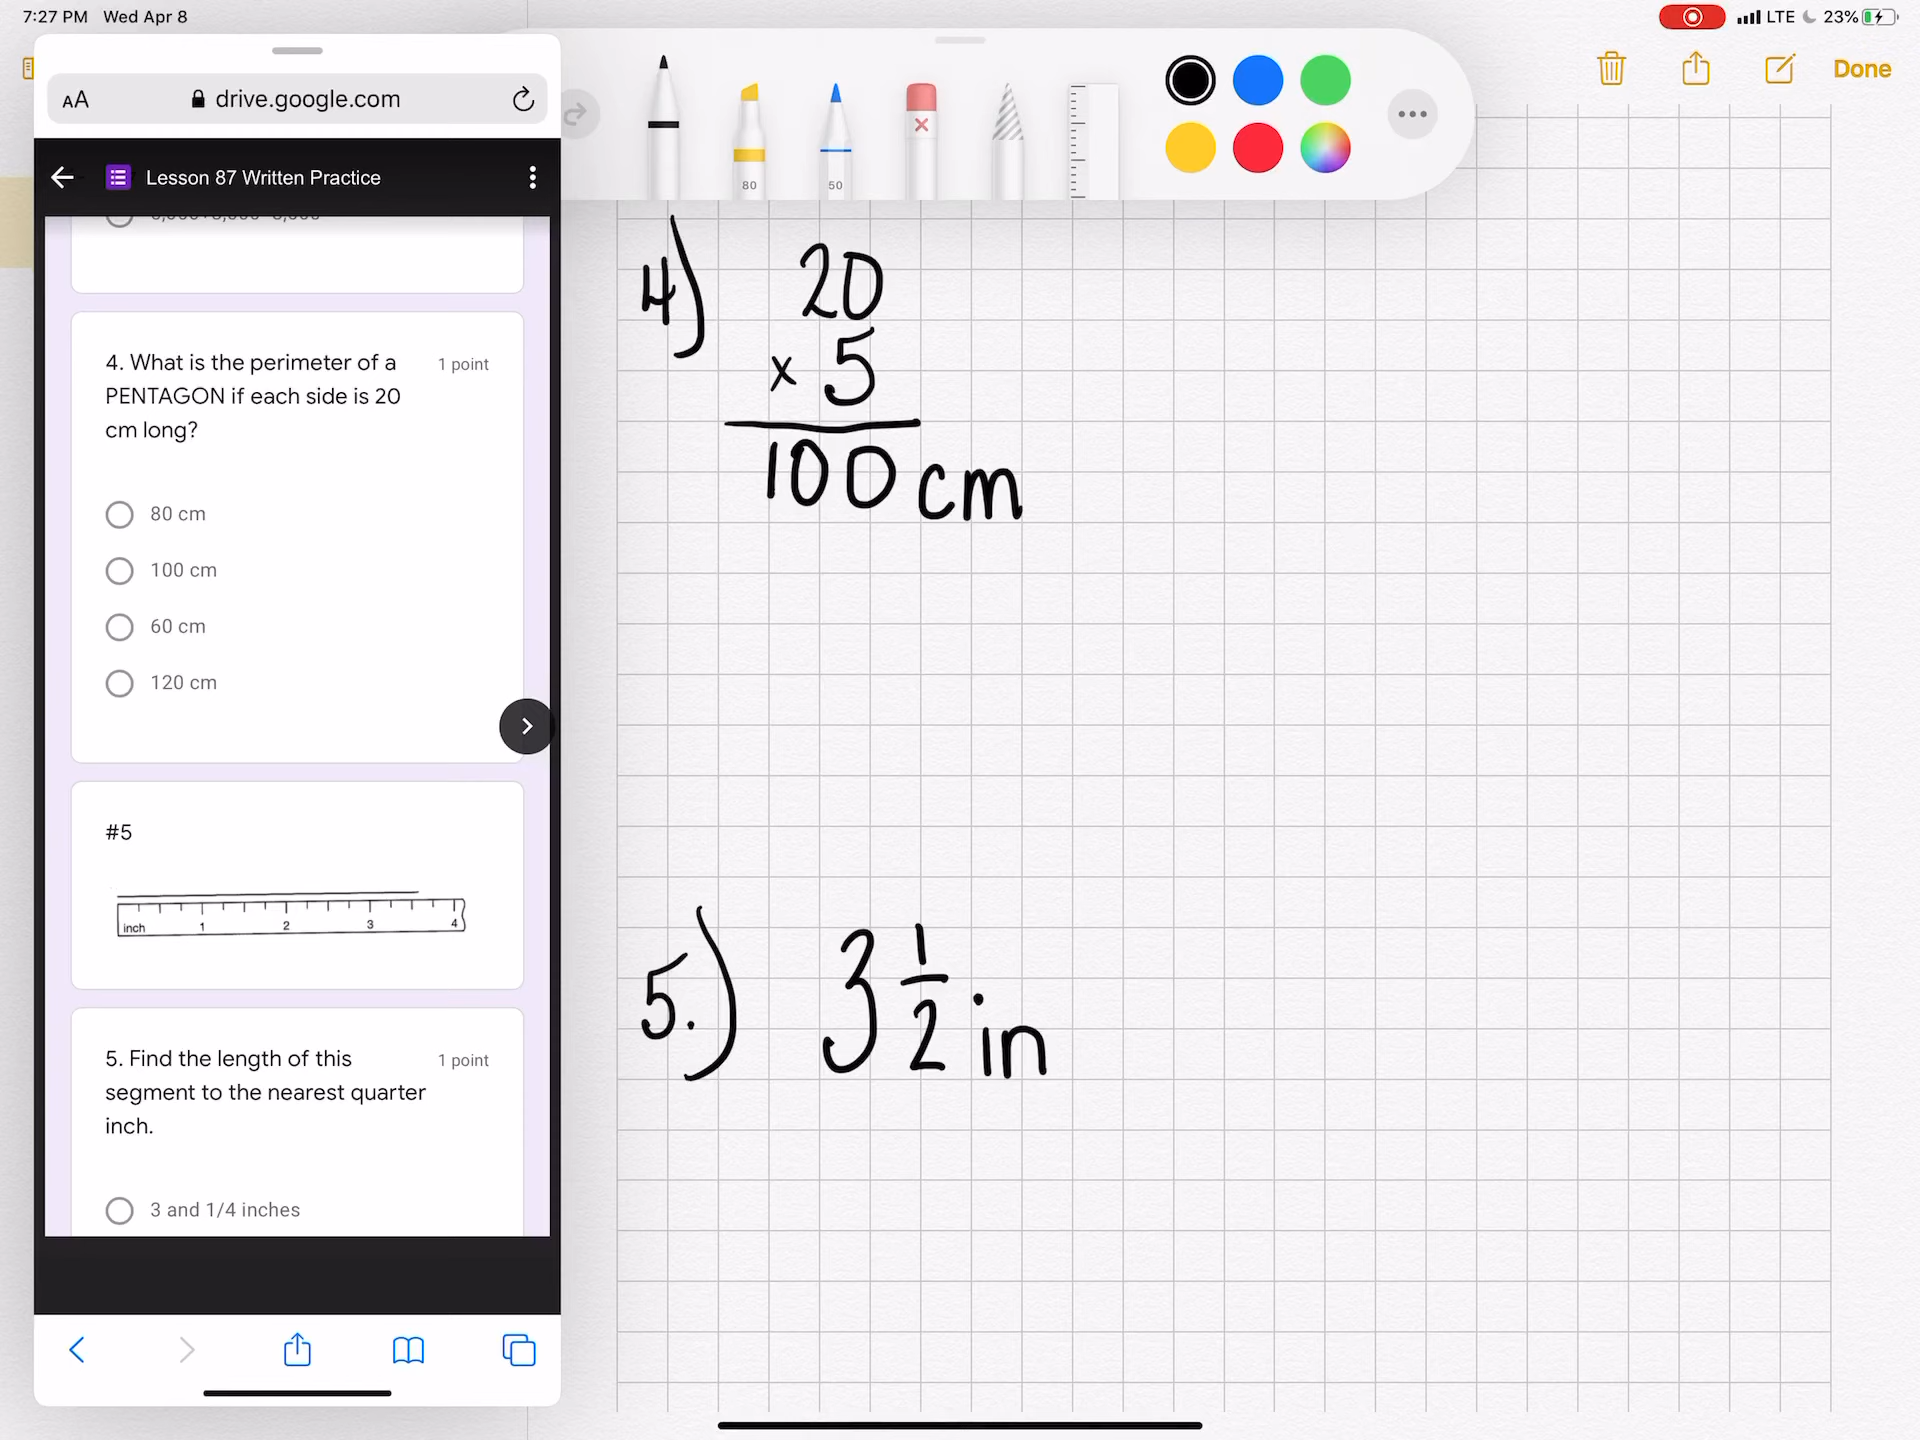 7:27 PM Wed Apr 8
LTE 23%
AA drive.google.com
Done
80
50
Lesson 87 Written Practice
4. What is the perimeter of a
PENTAGON if each side is 20
cm long?
1 point
80 cm
100 cm
60 cm
120 cm
#5
inch 1 2 3 4
5. Find the length of this
segment to the nearest quarter
inch.
1 point
3 and 1/4 inches
4) 20
x 5
100 cm
5.) 3 1/2 in